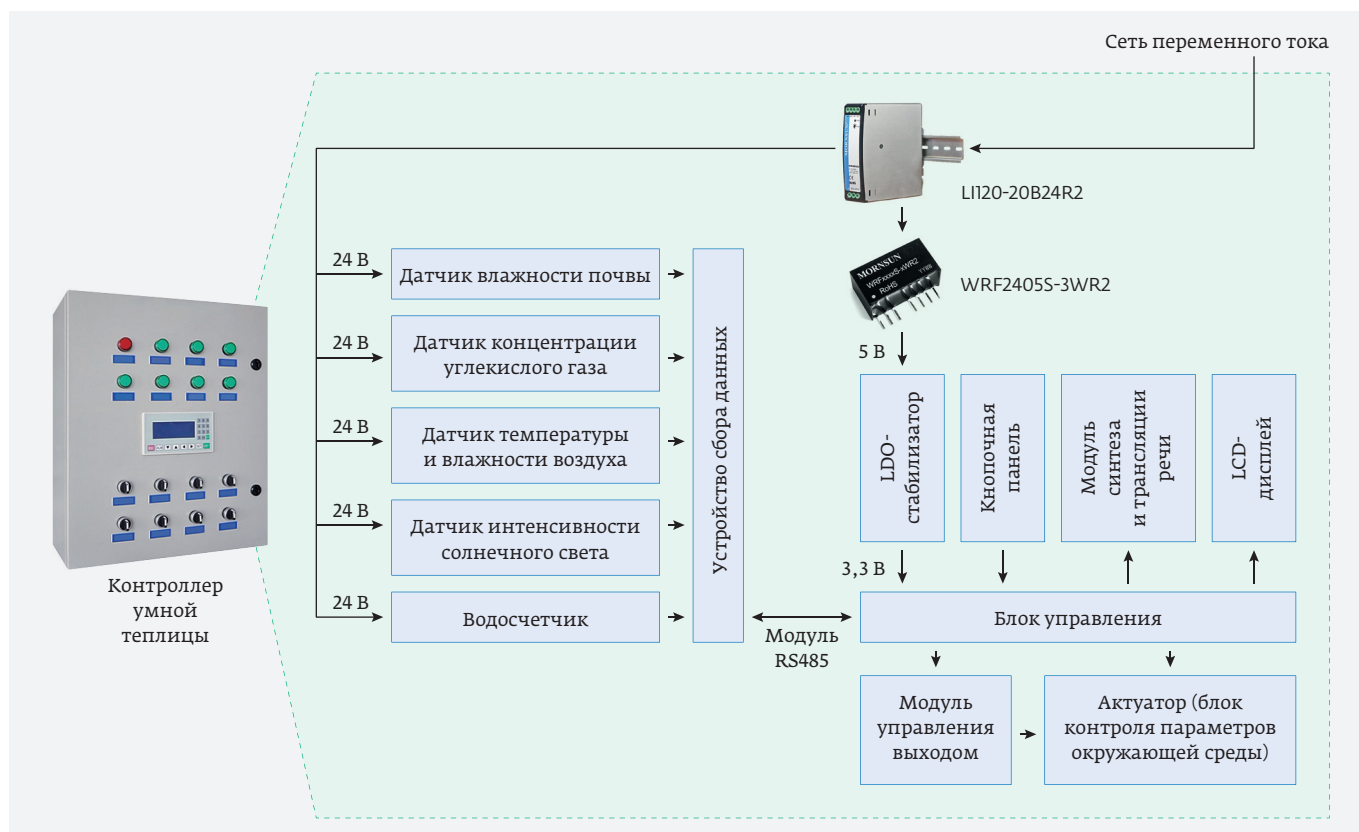 Сеть переменного тока
LI120-20B24R2
MORNSUN
WRFxxxxS-xWR2
RoHS
WRF2405S-3WR2
24 В
Датчик влажности почвы
24 В
Датчик концентрации
углекислого газа
24 В
Датчик температуры
и влажности воздуха
24 В
Датчик интенсивности
солнечного света
24 В
Водосчетчик
Устройство сбора данных
5 В
LDO-
стабилизатор
Кнопочная
панель
Модуль
синтеза
и трансляции
речи
LCD-
дисплей
3,3 В
Блок управления
Модуль
RS485
Модуль
управления
выходом
Актуатор (блок
контроля параметров
окружающей среды)
Контроллер
умной
теплицы